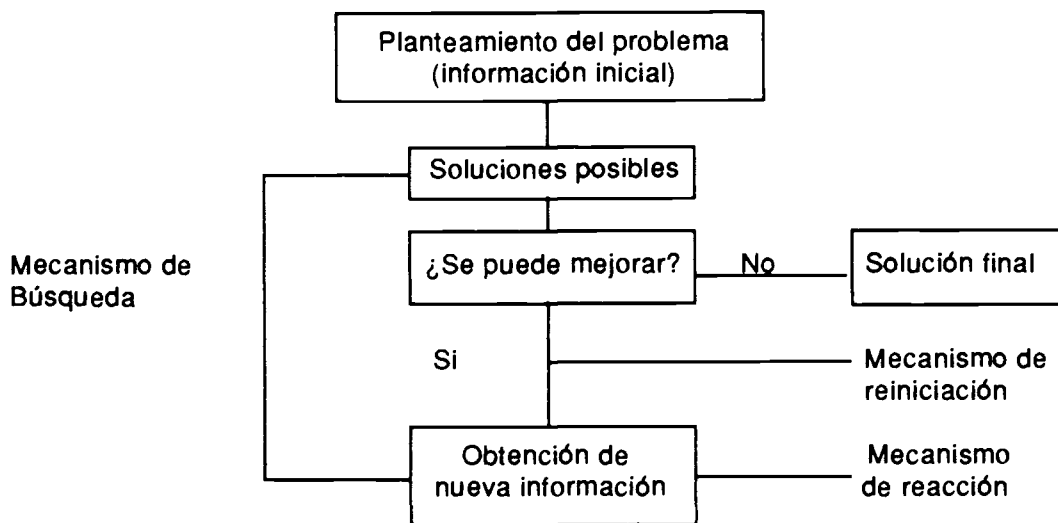 Planteamiento del problema
(información inicial)
Soluciones posibles
Mecanismo de
Búsqueda
¿Se puede mejorar?
No
Solución final
Si
Mecanismo de
reiniciación
Obtención de
nueva información
Mecanismo
de reacción